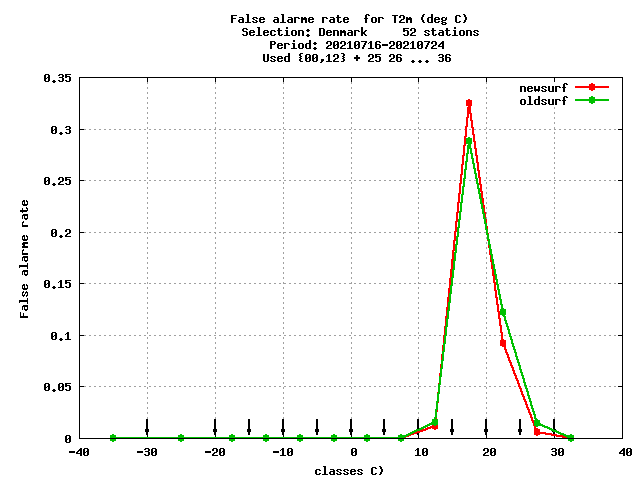 False alarme rate  for T2m (deg C)
Selection: Denmark     52 stations
Period: 20210716-20210724
Used {00,12} + 25 26 ... 36
newsurf
oldsurf
0.35
0.3
0.25
0.2
0.15
0.1
0.05
0
False alarme rate
-40 -30 -20 -10 0 10 20 30 40
classes C)